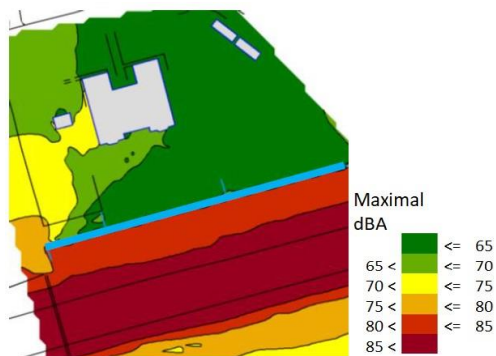 Maximal
dBA
<= 65
65 < <= 70
70 < <= 75
75 < <= 80
80 < <= 85
85 <